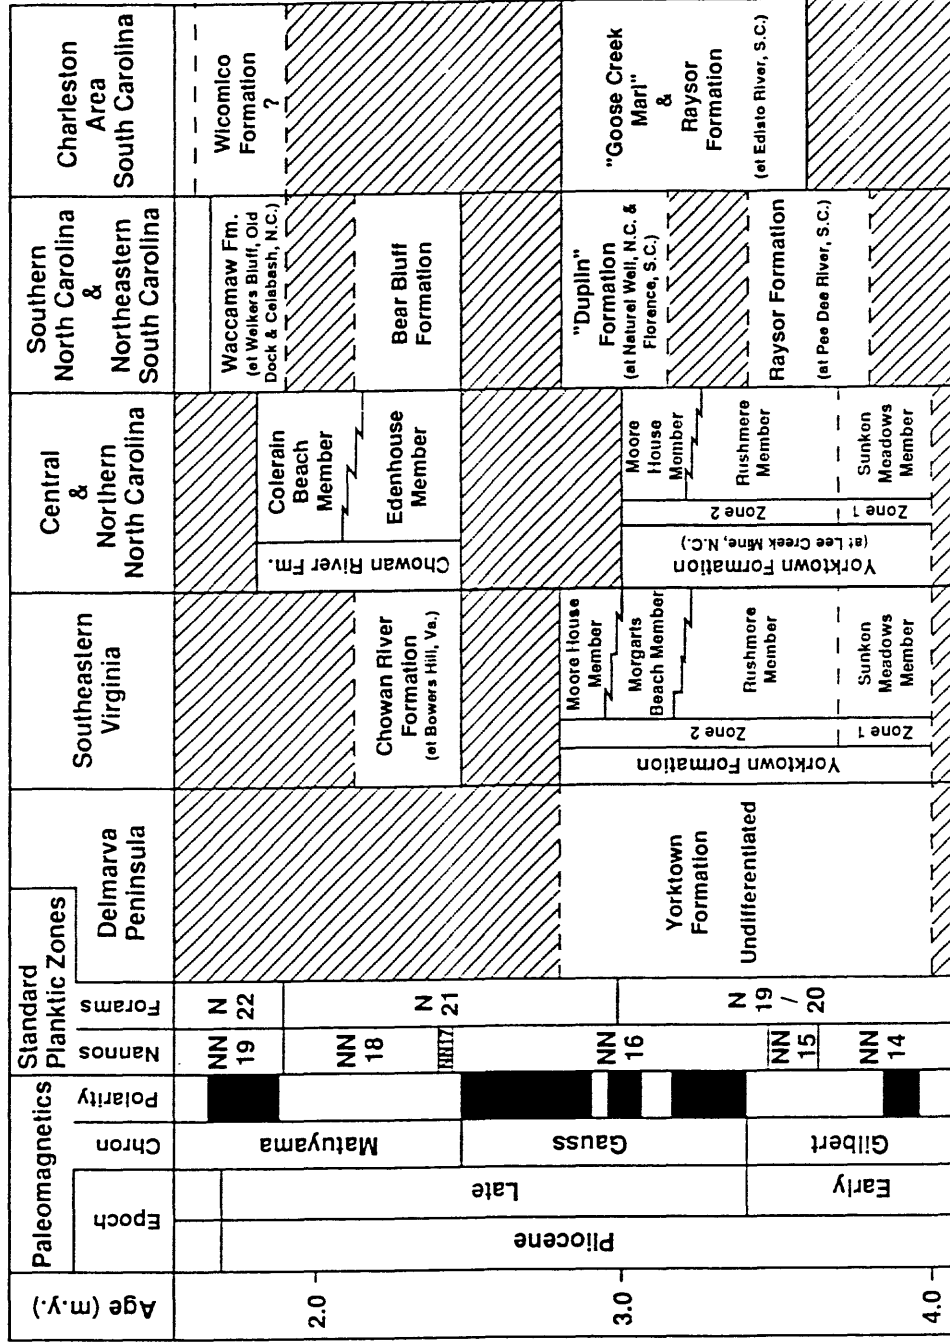 Age (m.y.)
2.0
3.0
4.0
Paleomagnetics
Epoch
Chron
Polarity
Pliocene
Late
Early
Matuyama
Gauss
Gilbert
Standard
Planktic Zones
Nannos
Forams
NN
19
NN
18
NN17
NN
16
NN
15
NN
14
N
22
N
21
N
19 / 20
Delmarva
Peninsula
Yorktown
Formation
Undifferentiated
Southeastern
Virginia
Chowan River
Formation
(at Bowers Hill, Va.)
Yorktown Formation
Zone 2
Zone 1
Moore House
Member
Morgarts
Beach Member
Rushmere
Member
Sunken
Meadows
Member
Central
&
Northern
North Carolina
Chowan River Fm.
Colerain
Beach
Member
Edenhouse
Member
Yorktown Formation
(at Lee Creek Mine, N.C.)
Zone 2
Zone 1
Moore
House
Member
Rushmere
Member
Sunken
Meadows
Member
Southern
North Carolina
&
Northeastern
South Carolina
Waccamaw Fm.
(at Walkers Bluff, Old
Dock & Calabash, N.C.)
Bear Bluff
Formation
"Duplin"
Formation
(at Natural Well, N.C. &
Florence, S.C.)
Raysor Formation
(at Pee Dee River, S.C.)
Charleston
Area
South Carolina
Wicomico
Formation
?
"Goose Creek
Marl"
&
Raysor
Formation
(at Edisto River, S.C.)